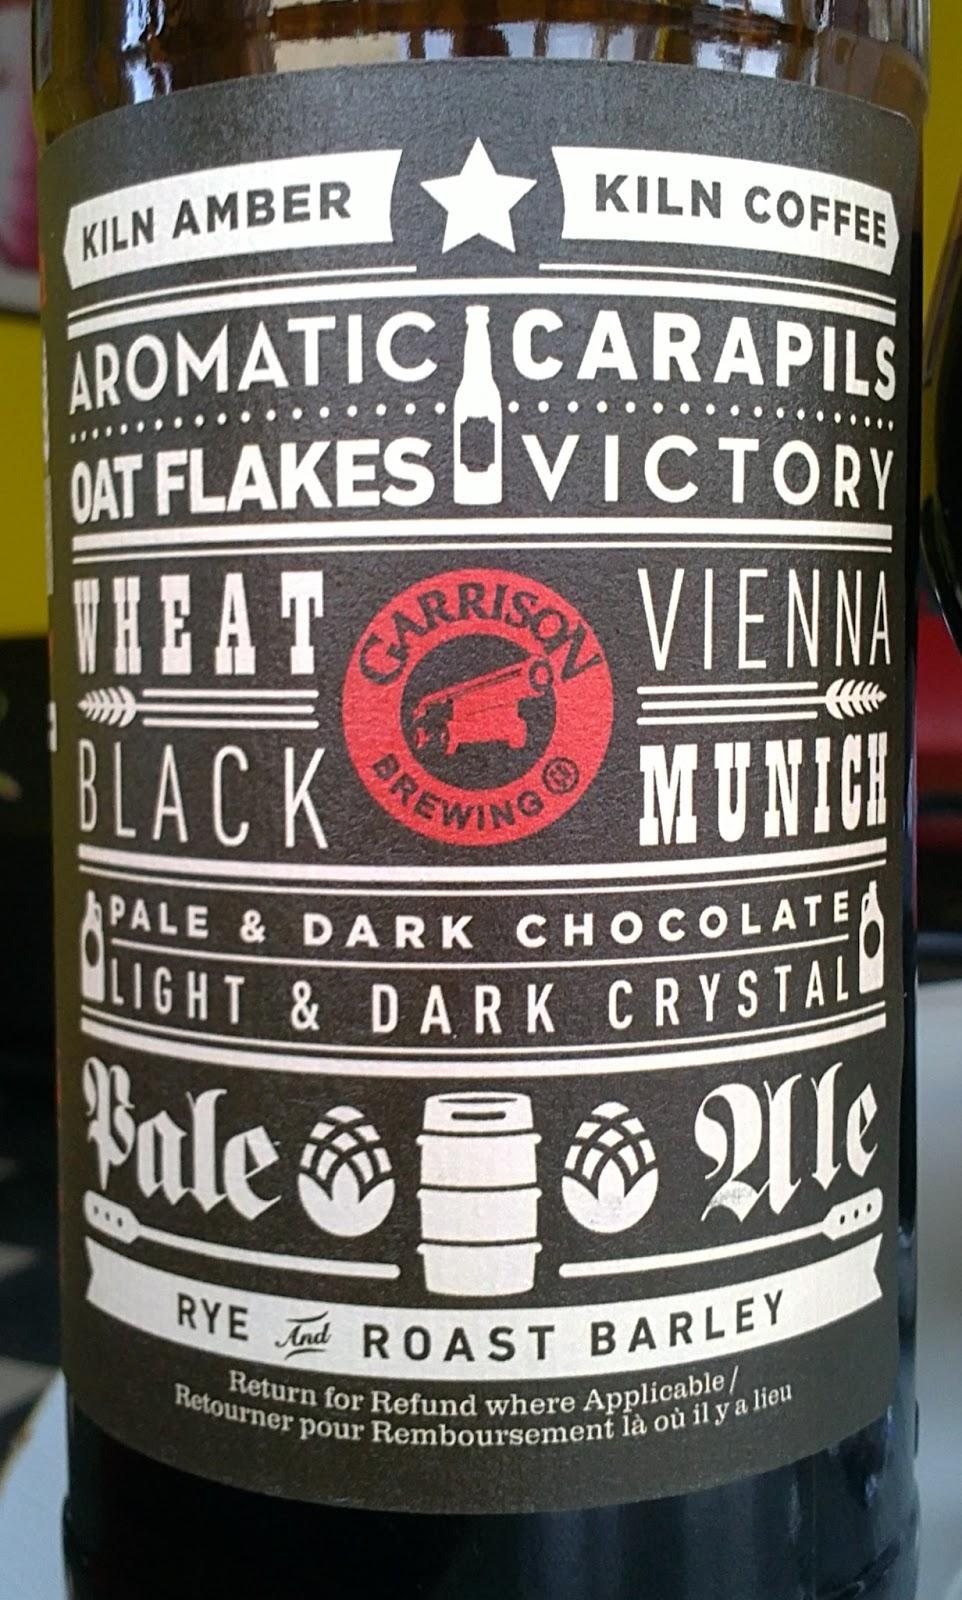 KILN AMBER KILN COFFEE
AROMATIC CARAPILS
OAT FLAKES VICTORY
WHEAT VIENNA
GARRISON
BREWING
BLACK MUNICH
PALE & DARK CHOCOLATE
LIGHT & DARK CRYSTAL
Pale Ale
RYE And ROAST BARLEY
Return for Refund where Applicable/
Retourner pour Remboursement là où il y a lieu